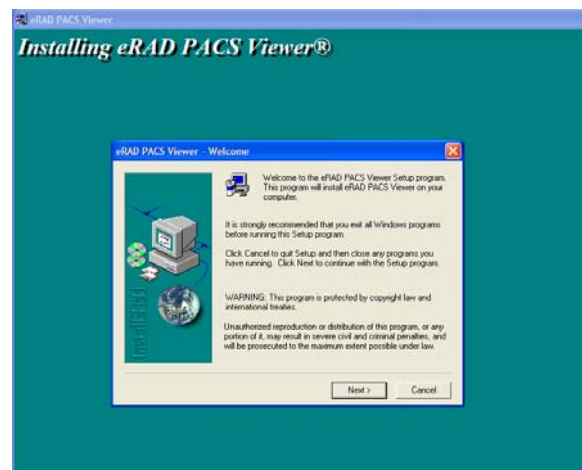 eRAD PACS Viewer
Installing eRAD PACS Viewer®
eRAD PACS Viewer - Welcome
Welcome to the eRAD PACS Viewer Setup program.
This program will install eRAD PACS Viewer on your
computer.
It is strongly recommended that you exit all Windows programs
before running this Setup program.
Click Cancel to quit Setup and then close any programs you
have running. Click Next to continue with the Setup program.
WARNING: This program is protected by copyright law and
international treaties.
Unauthorized reproduction or distribution of this program, or any
portion of it, may result in severe civil and criminal penalties, and
will be prosecuted to the maximum extent possible under law.
InstallShield
Next >
Cancel